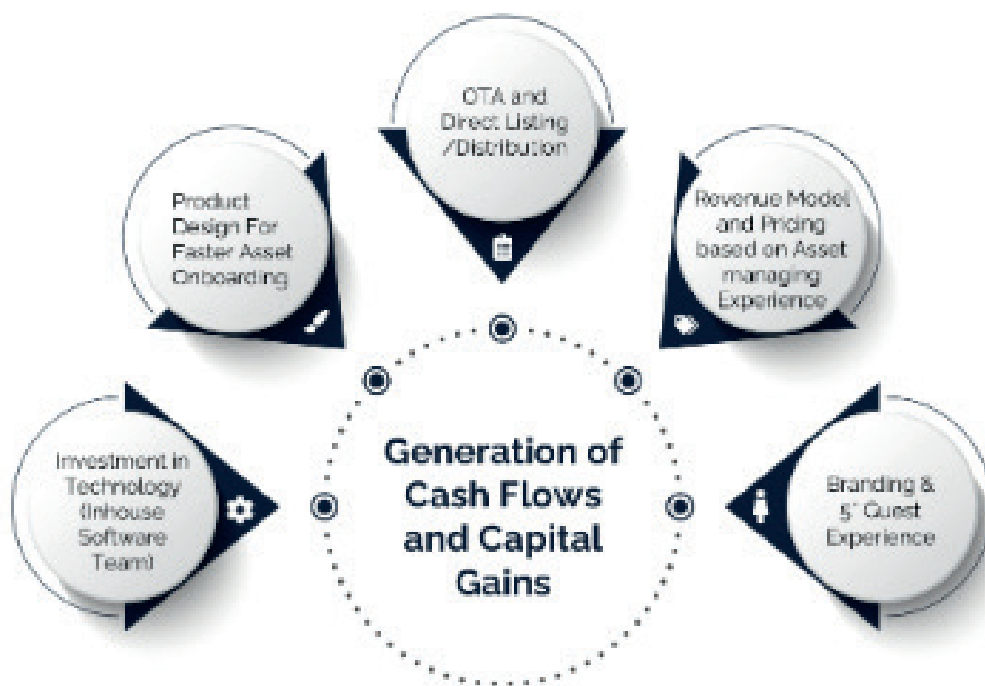 OTA and
Direct Listing
/Distribution
Product
Design For
Faster Asset
Onboarding
Revenue Model
and Pricing
based on Asset
managing
Experience
Investment in
Technology
(Inhouse
Software
Team)
Generation of
Cash Flows
and Capital
Gains
Branding &
5* Guest
Experience